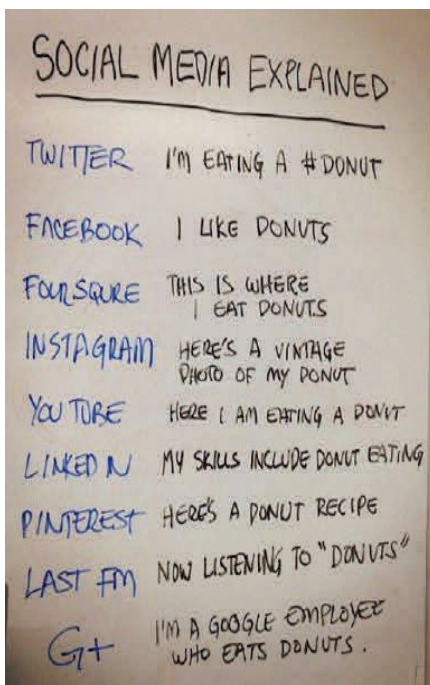 SOCIAL MEDIA EXPLAINED
TWITTER I'M EATING A #DONUT
FACEBOOK I LIKE DONUTS
FOURSQURE THIS IS WHERE
I EAT DONUTS
INSTAGRAM HERE'S A VINTAGE
PHOTO OF MY DONUT
YOU TUBE HERE I AM EATING A DONUT
LINKED IN MY SKILLS INCLUDE DONUT EATING
PINTEREST HERE'S A DONUT RECIPE
LAST FM NOW LISTENING TO "DONUTS"
G+ I'M A GOOGLE EMPLOYEE
WHO EATS DONUTS.